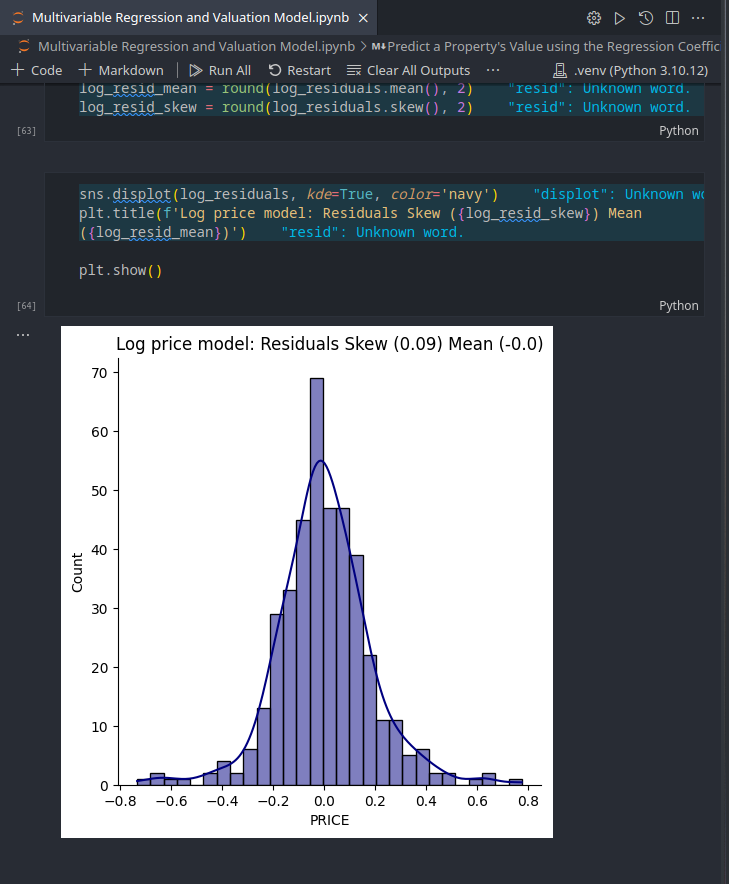 Multivariable Regression and Valuation Model.ipynb ×
Multivariable Regression and Valuation Model.ipynb > M↓Predict a Property's Value using the Regression Coeffic
+ Code + Markdown | Run All Restart Clear All Outputs ··· .venv (Python 3.10.12)
log_resid_mean = round(log_residuals.mean(), 2) "resid": Unknown word.
log_resid_skew = round(log_residuals.skew(), 2) "resid": Unknown word.
[63] Python
sns.displot(log_residuals, kde=True, color='navy') "displot": Unknown wo
plt.title(f'Log price model: Residuals Skew ({log_resid_skew}) Mean
({log_resid_mean})') "resid": Unknown word.
plt.show()
[64] Python
···
Log price model: Residuals Skew (0.09) Mean (-0.0)
70
60
50
40
30
20
10
0
Count
−0.8 −0.6 −0.4 −0.2 0.0 0.2 0.4 0.6 0.8
PRICE